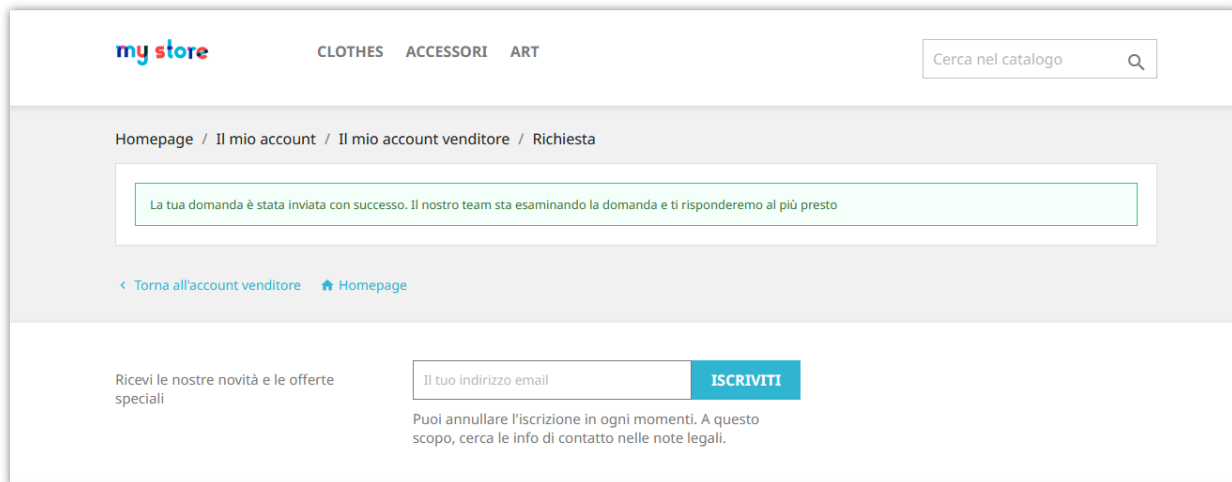 my store
CLOTHES ACCESSORI ART
Cerca nel catalogo
Homepage / Il mio account / Il mio account venditore / Richiesta
La tua domanda è stata inviata con successo. Il nostro team sta esaminando la domanda e ti risponderemo al più presto
Torna all'account venditore Homepage
Ricevi le nostre novità e le offerte
speciali
Il tuo indirizzo email
ISCRIVITI
Puoi annullare l'iscrizione in ogni momenti. A questo
scopo, cerca le info di contatto nelle note legali.